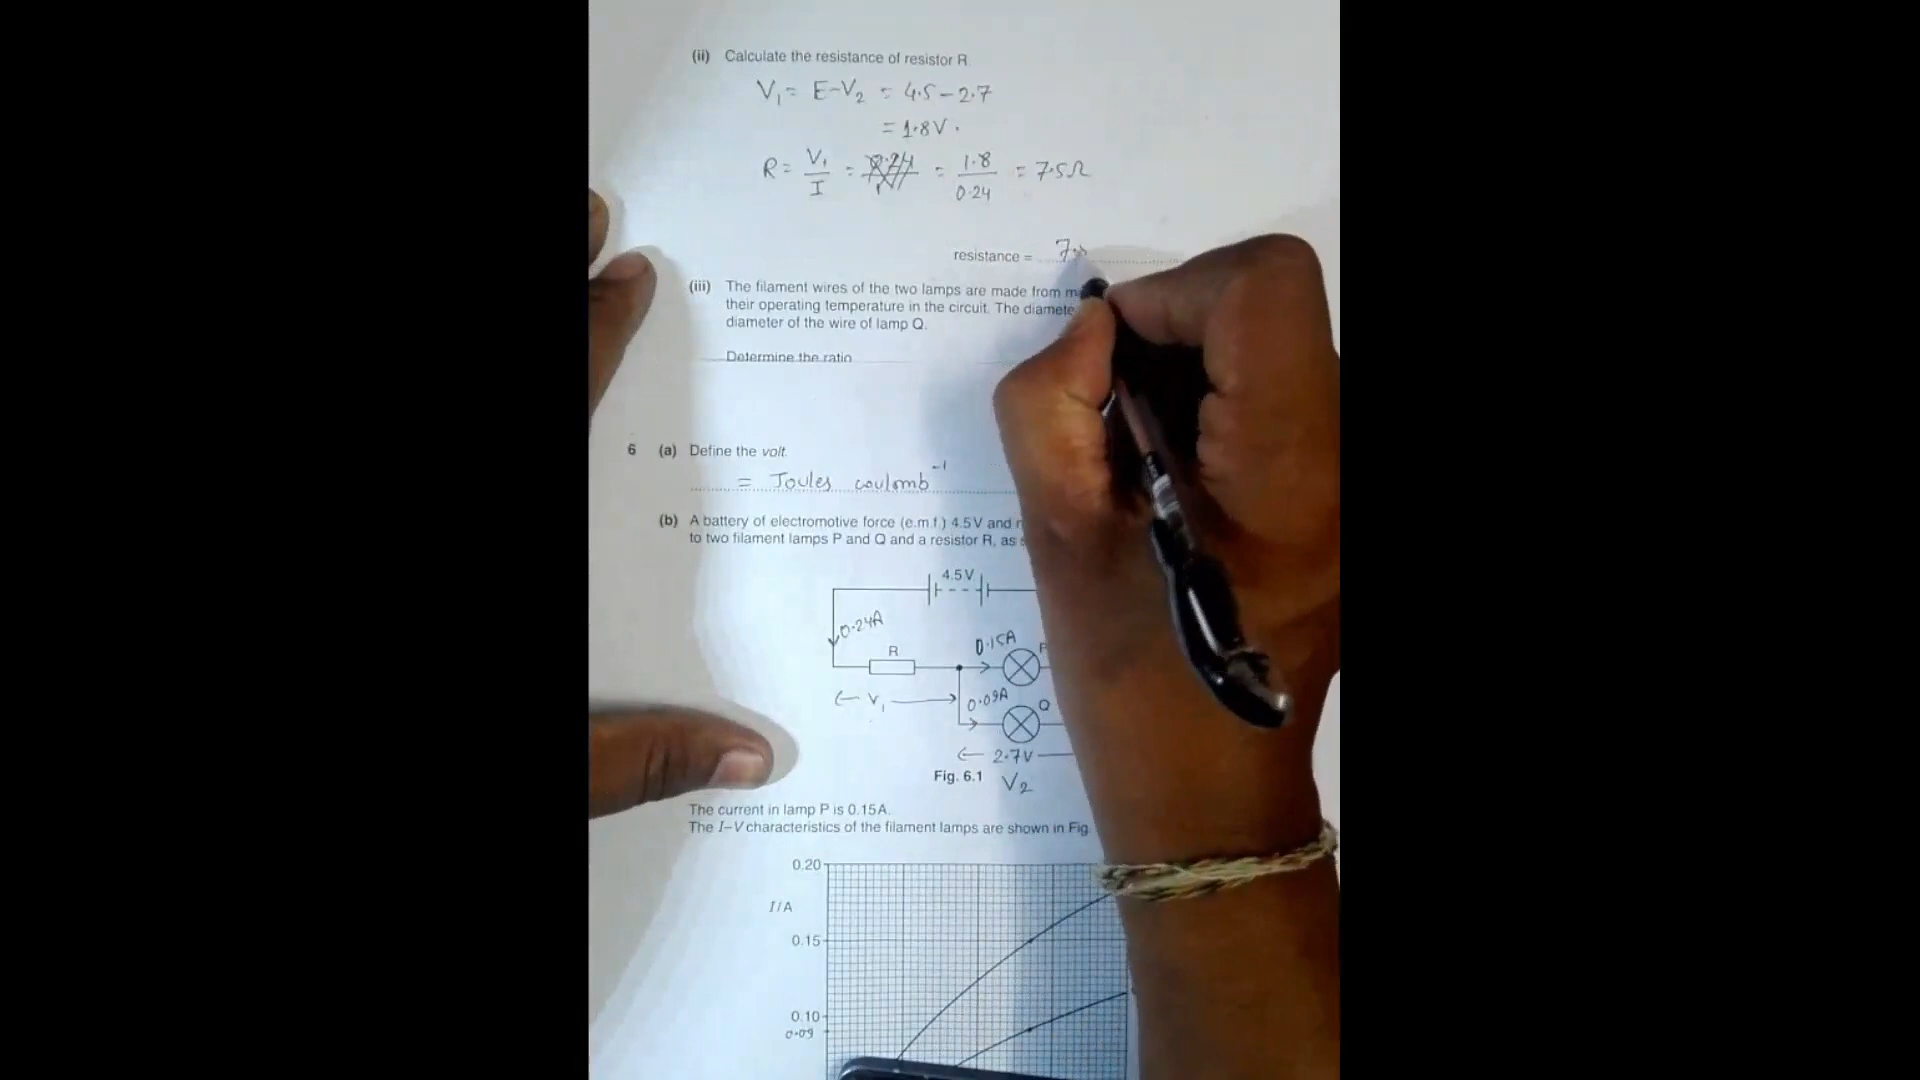 (ii) Calculate the resistance of resistor R.
V₁ = E-V₂ = 4.5 - 2.7
= 1.8V.
R = V₁/I = = 1.8/0.24 = 7.5Ω
resistance = 7.
(iii) The filament wires of the two lamps are made from
their operating temperature in the circuit. The
diameter of the wire of lamp Q.
Determine the ratio
6 (a) Define the volt.
= Joules coulomb⁻¹
(b) A battery of electromotive force (e.m.f.) 4.5V and
to two filament lamps P and Q and a resistor R, as
4.5V
0.24A
R
0.15A
V₁
0.09A
Q
2.7V
Fig. 6.1
V₂
The current in lamp P is 0.15A.
The I–V characteristics of the filament lamps are shown in Fig.
0.20
I/A
0.15
0.10
0.09